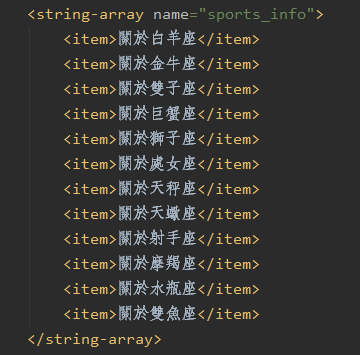 <string-array name="sports_info">
<item>關於白羊座</item>
<item>關於金牛座</item>
<item>關於雙子座</item>
<item>關於巨蟹座</item>
<item>關於獅子座</item>
<item>關於處女座</item>
<item>關於天秤座</item>
<item>關於天蠍座</item>
<item>關於射手座</item>
<item>關於摩羯座</item>
<item>關於水瓶座</item>
<item>關於雙魚座</item>
</string-array>